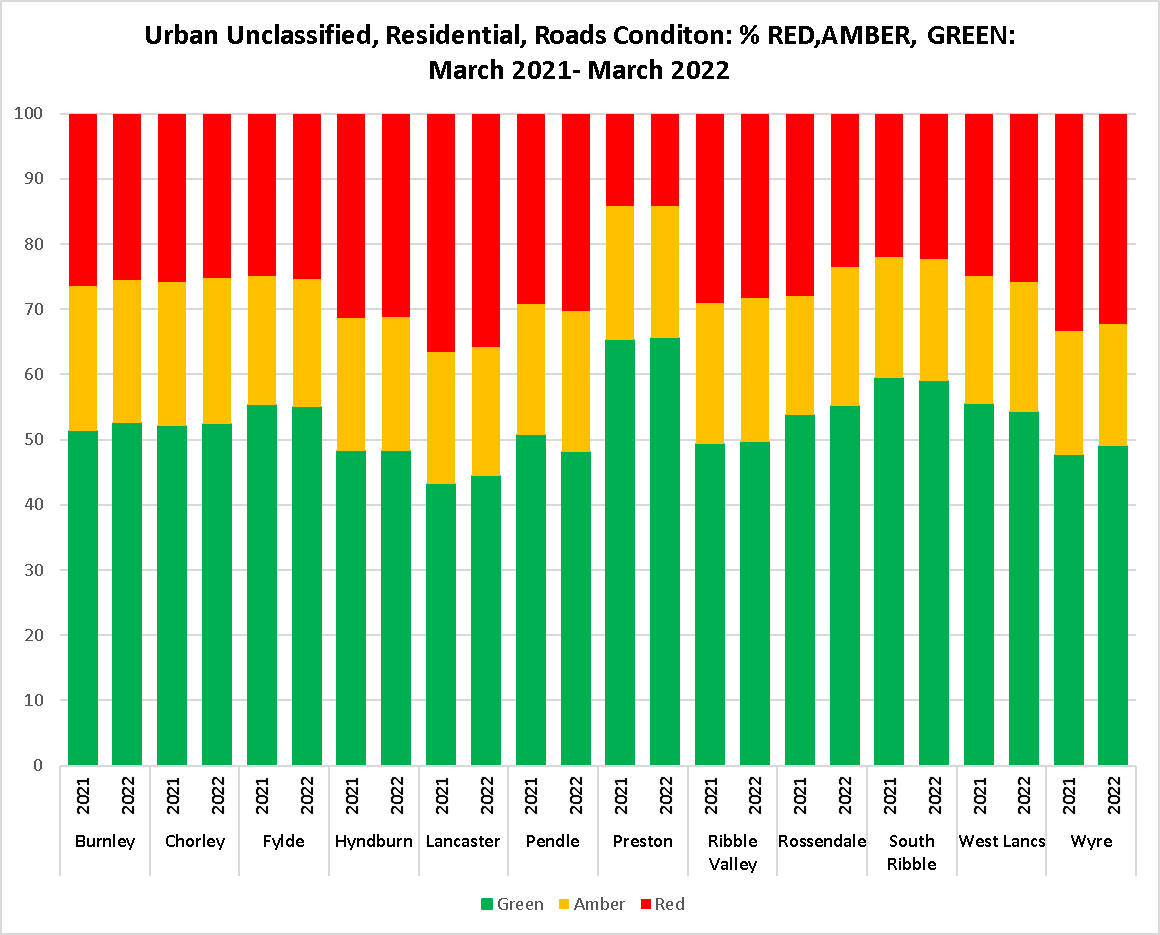 Urban Unclassified, Residential, Roads Conditon: % RED,AMBER, GREEN:
March 2021- March 2022
100
90
80
70
60
50
40
30
20
10
0
2021 2022 2021 2022 2021 2022 2021 2022 2021 2022 2021 2022 2021 2022 2021 2022 2021 2022 2021 2022 2021 2022 2021 2022
Burnley Chorley Fylde Hyndburn Lancaster Pendle Preston Ribble Rossendale South West Lancs Wyre
Valley Ribble
Green Amber Red